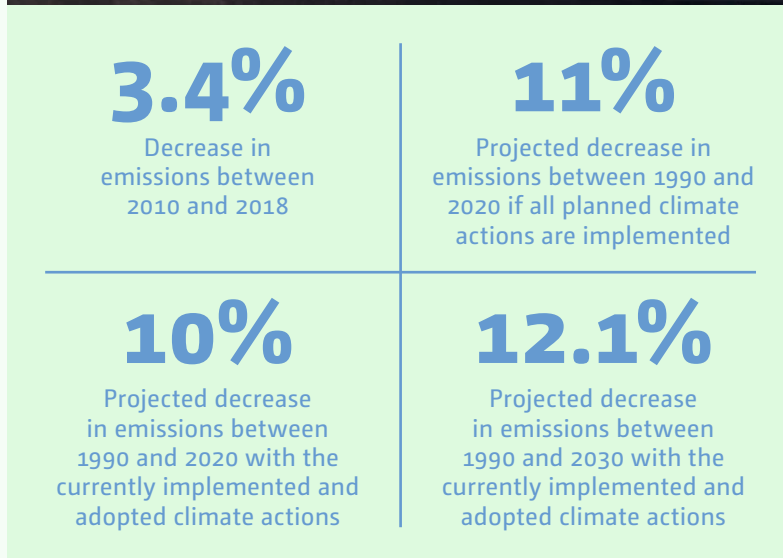 3.4%
Decrease in
emissions between
2010 and 2018
11%
Projected decrease in
emissions between 1990 and
2020 if all planned climate
actions are implemented
10%
Projected decrease
in emissions between
1990 and 2020 with the
currently implemented and
adopted climate actions
12.1%
Projected decrease
in emissions between
1990 and 2030 with the
currently implemented and
adopted climate actions